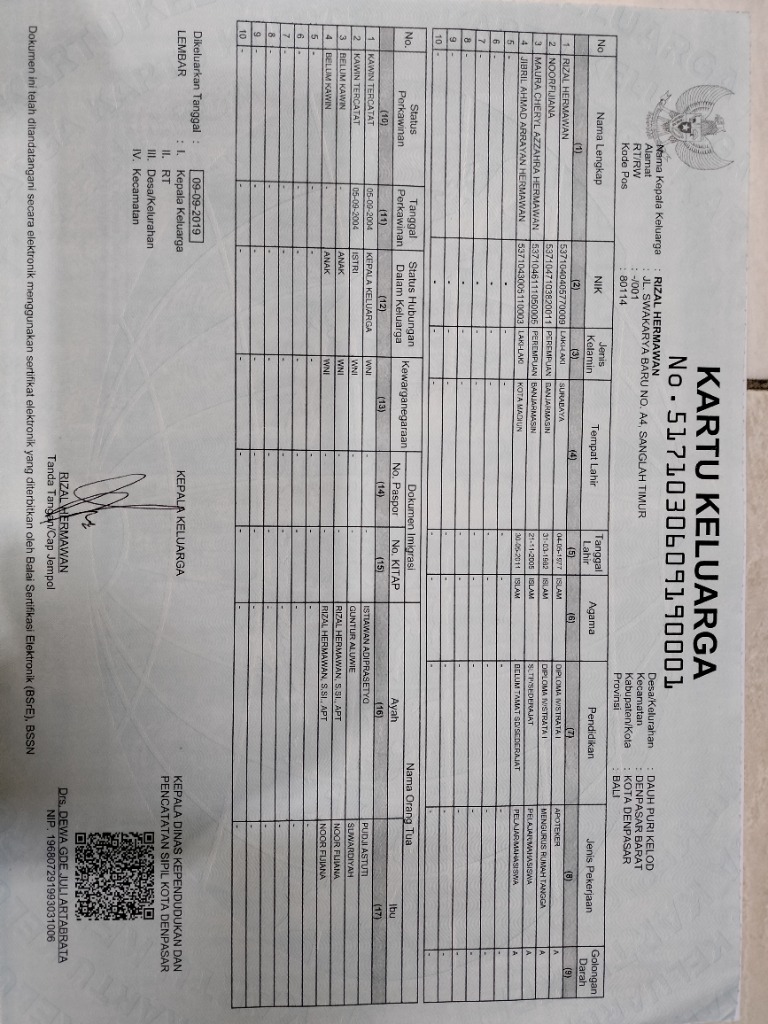 KARTU KELUARGA
No. 5171030609190001
Nama Kepala Keluarga : RIZAL HERMAWAN
Alamat : JL. SWAKARYA BARU NO. A4, SANGLAH TIMUR
RT/RW : -/001
Kode Pos : 80114
Desa/Kelurahan : DAUH PURI KELOD
Kecamatan : DENPASAR BARAT
Kabupaten/Kota : KOTA DENPASAR
Provinsi : BALI
No Nama Lengkap NIK Jenis Kelamin Tempat Lahir Tanggal Lahir Agama Pendidikan Jenis Pekerjaan Golongan Darah
(1) (2) (3) (4) (5) (6) (7) (8) (9)
1 RIZAL HERMAWAN 5371040405770009 LAKI-LAKI SURABAYA 04-05-1977 ISLAM DIPLOMA IV/STRATA I APOTEKER A
2 NOORFUJIANA 5371047103820011 PEREMPUAN BANJARMASIN 31-03-1982 ISLAM DIPLOMA IV/STRATA I MENGURUS RUMAH TANGGA A
3 MAURA CHERYL AZZAHRA HERMAWAN 5371046111050005 PEREMPUAN BANJARMASIN 21-11-2005 ISLAM SLTP/SEDERAJAT PELAJAR/MAHASISWA A
4 JIBRIL AHMAD ARRAYAN HERMAWAN 5371043005110003 LAKI-LAKI KOTA MADIUN 30-05-2011 ISLAM BELUM TAMAT SD/SEDERAJAT PELAJAR/MAHASISWA A
5 - - - - - - - - -
6 - - - - - - - - -
7 - - - - - - - - -
8 - - - - - - - - -
9 - - - - - - - - -
10 - - - - - - - - -
No. Status Perkawinan Tanggal Perkawinan Status Hubungan Dalam Keluarga Kewarganegaraan Dokumen Imigrasi Nama Orang Tua
No. Paspor No. KITAP Ayah Ibu
(10) (11) (12) (13) (14) (15) (16) (17)
1 KAWIN TERCATAT 05-09-2004 KEPALA KELUARGA WNI - - ISTIAWAN ADIPRASETYO PUDJI ASTUTI
2 KAWIN TERCATAT 05-09-2004 ISTRI WNI - - GUNTUR ALUWIE SUWARDIYAH
3 BELUM KAWIN - ANAK WNI - - RIZAL HERMAWAN, S.SI., APT NOOR FUJIANA
4 BELUM KAWIN - ANAK WNI - - RIZAL HERMAWAN, S.SI., APT NOOR FUJIANA
5 - - - - - - - -
6 - - - - - - - -
7 - - - - - - - -
8 - - - - - - - -
9 - - - - - - - -
10 - - - - - - - -
Dikeluarkan Tanggal : 09-09-2019
LEMBAR : I. Kepala Keluarga
II. RT
III. Desa/Kelurahan
IV. Kecamatan
KEPALA KELUARGA
RIZAL HERMAWAN
Tanda Tangan/Cap Jempol
KEPALA DINAS KEPENDUDUKAN DAN
PENCATATAN SIPIL KOTA DENPASAR
Drs. DEWA GDE JULI ARTABRATA
NIP. 196807291993031006
Dokumen ini telah ditandatangani secara elektronik menggunakan sertifikat elektronik yang diterbitkan oleh Balai Sertifikasi Elektronik (BSrE), BSSN